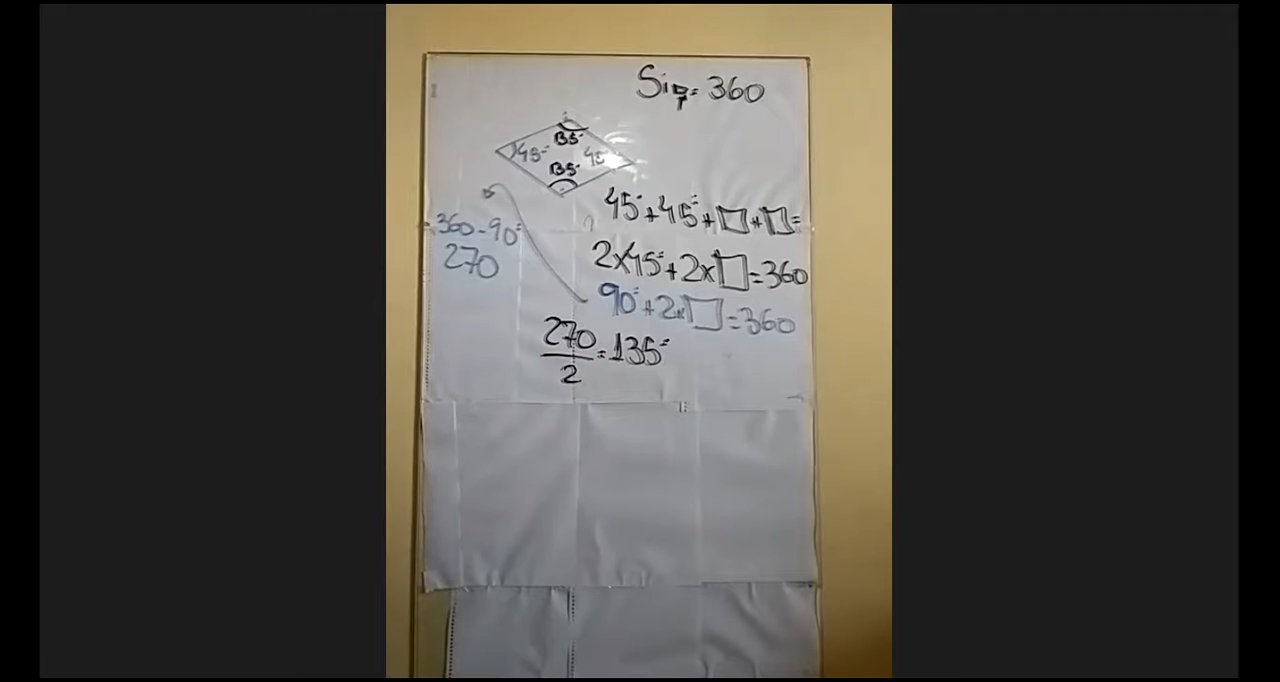 Si▱= 360
135°
45° 45°
135°
45°+45°+□+□=
360-90°
270
2x45°+2x□=360
90°+2x□=360
270/2=135°